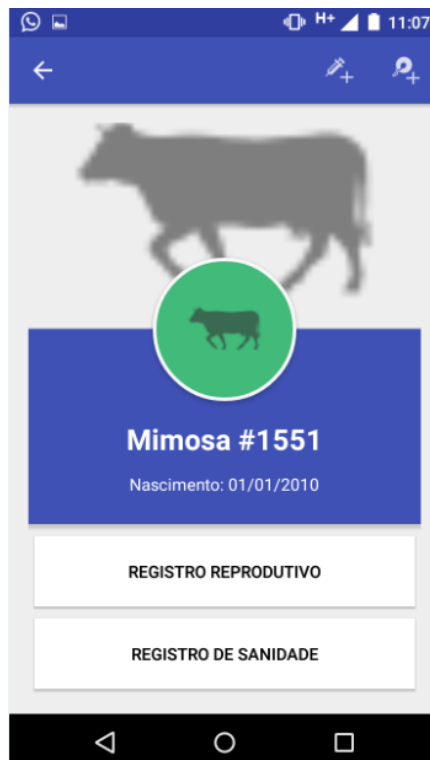 H+ 11:07
Mimosa #1551
Nascimento: 01/01/2010
REGISTRO REPRODUTIVO
REGISTRO DE SANIDADE